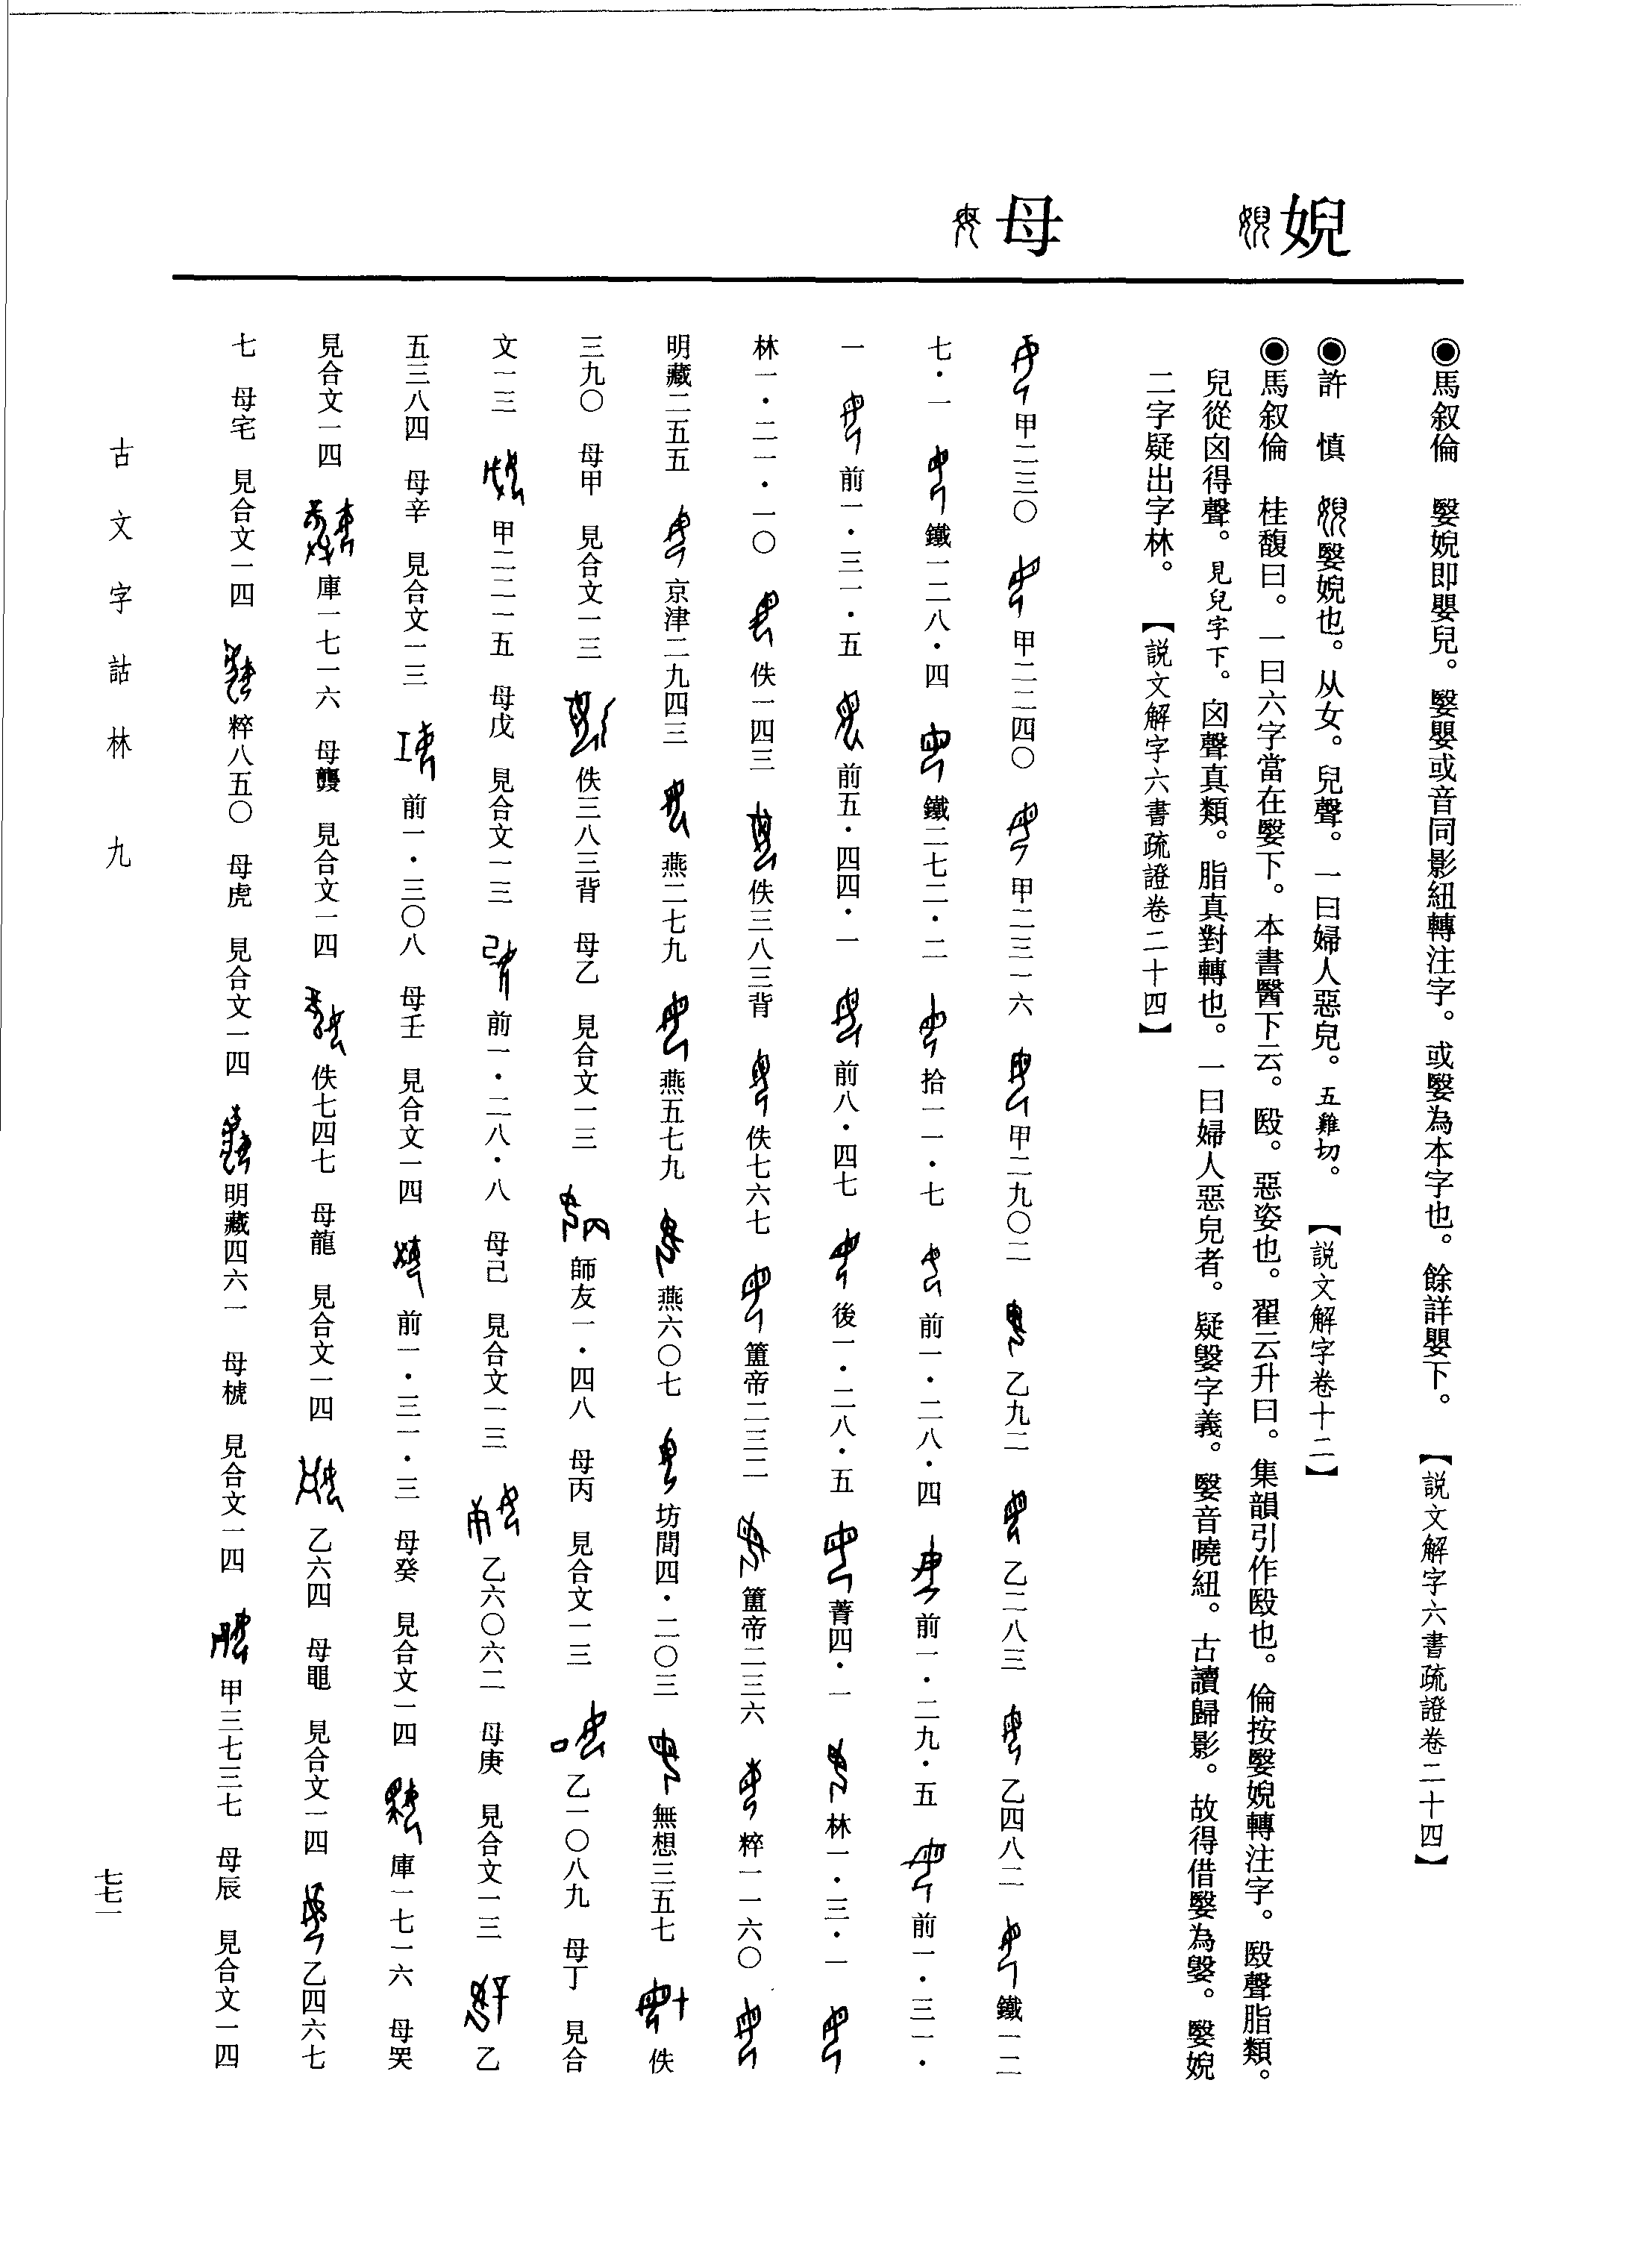 婗
母
◉馬叙倫　嫛婗即嬰兒。嫛嬰或音同影紐轉注字。或嫛為本字也。餘詳嬰下。【説文解字六書疏證卷二十四】
◉許　慎　嫛婗也。从女。兒聲。一曰婦人惡皃。五雞切。【説文解字卷十二】
◉馬叙倫　桂馥曰。一曰六字當在嫛下。本書醫下云。殹。惡姿也。翟云升曰。集韻引作殹也。倫按嫛婗轉注字。殹聲脂類。
兒從囟得聲。見兒字下。囟聲真類。脂真對轉也。一曰婦人惡皃者。疑嫛字義。嫛音曉紐。古讀歸影。故得借嫛為嫛。嫛婗
二字疑出字林。【説文解字六書疏證卷二十四】
甲二三〇　甲二二四〇　甲二三一六　甲二九〇二　乙九二　乙二八三　乙四八二　鐵一二
七・一　鐵一二八・四　鐵二七二・二　拾一一・七　前一・二八・四　前一・二九・五　前一・三一・
一　前一・三一・五　前五・四四・一　前八・四七　後一・二八・五　菁四・一　林一・三・一
林一・二一・一〇　佚一四三　佚三八三背　佚七六七　簠帝二三二　簠帝二三六　粹一一六〇
明藏二五五　京津二九四三　燕二七九　燕五七九　燕六〇七　坊間四・二〇三　無想三五七　佚
三九〇　母甲　見合文一三　佚三八三背　母乙　見合文一三　師友一・四八　母丙　見合文一三　乙一〇八九　母丁　見合
文一三　甲二二一五　母戊　見合文一三　前一・二八・八　母己　見合文一三　乙六〇六二　母庚　見合文一三　乙
五三八四　母辛　見合文一三　前一・三〇八　母壬　見合文一四　前一・三一・三　母癸　見合文一四　庫一七一六　母
見合文一四　庫一七一六　母龏　見合文一四　佚七四七　母龍　見合文一四　乙六四　母黽　見合文一四　乙四六七
七　母宅　見合文一四　粹八五〇　母虎　見合文一四　明藏四六一　母𣐺　見合文一四　甲三七三七　母辰　見合文一四
古文字詁林　九
七七一